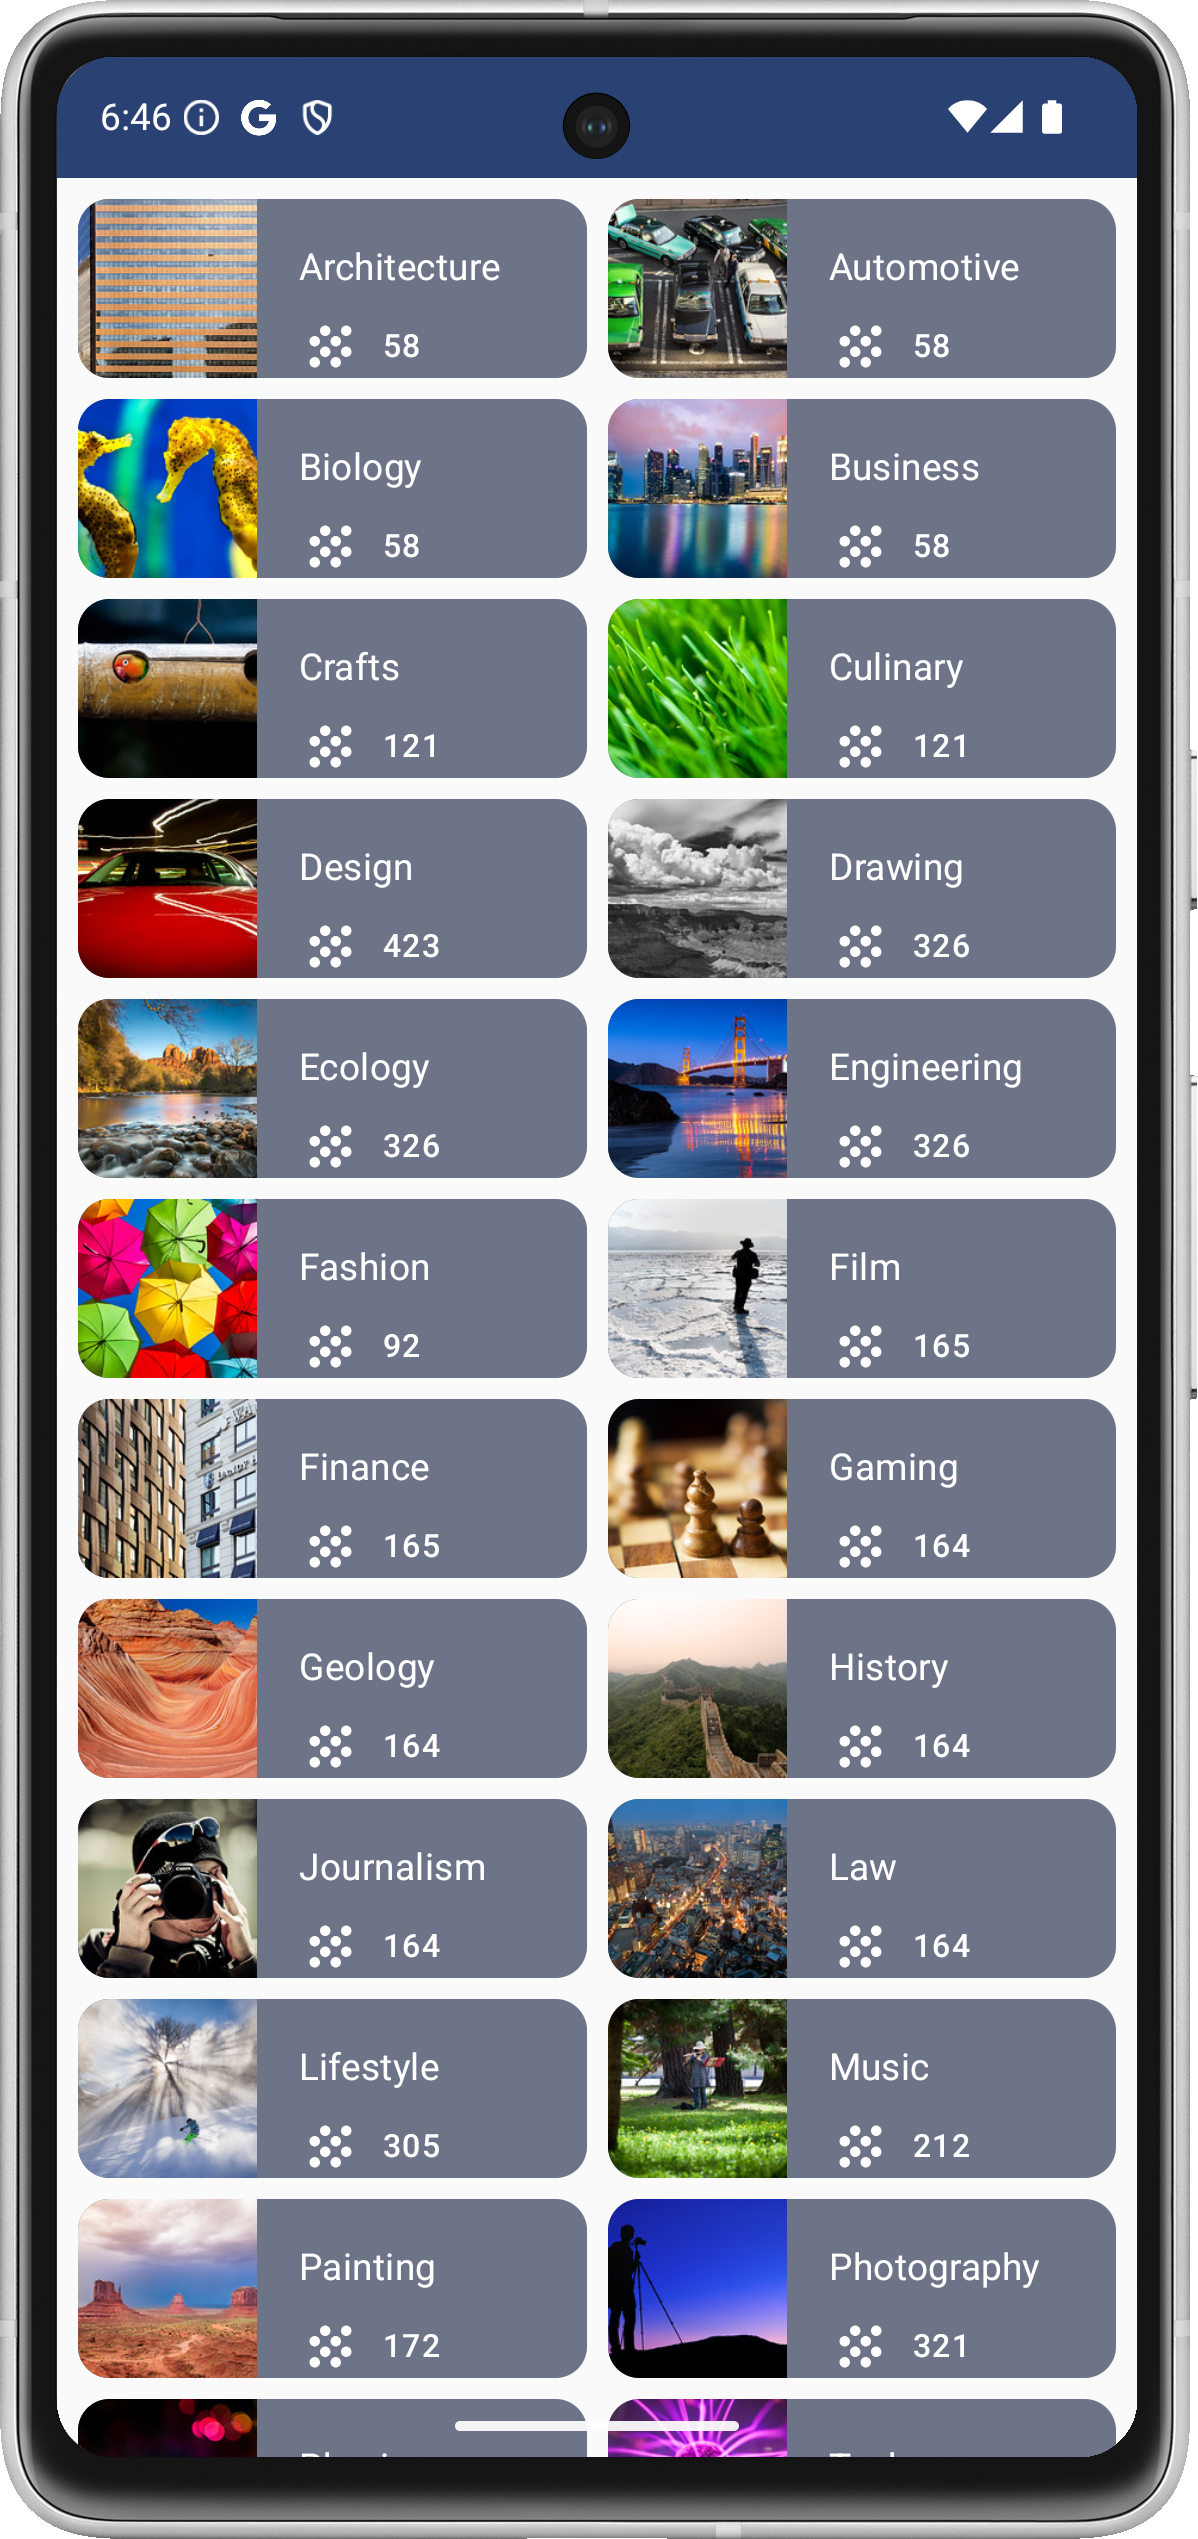 6:46
Architecture
58
Automotive
58
Biology
58
Business
58
Crafts
121
Culinary
121
Design
423
Drawing
326
Ecology
326
Engineering
326
Fashion
92
Film
165
Finance
165
Gaming
164
Geology
164
History
164
Journalism
164
Law
164
Lifestyle
305
Music
212
Painting
172
Photography
321